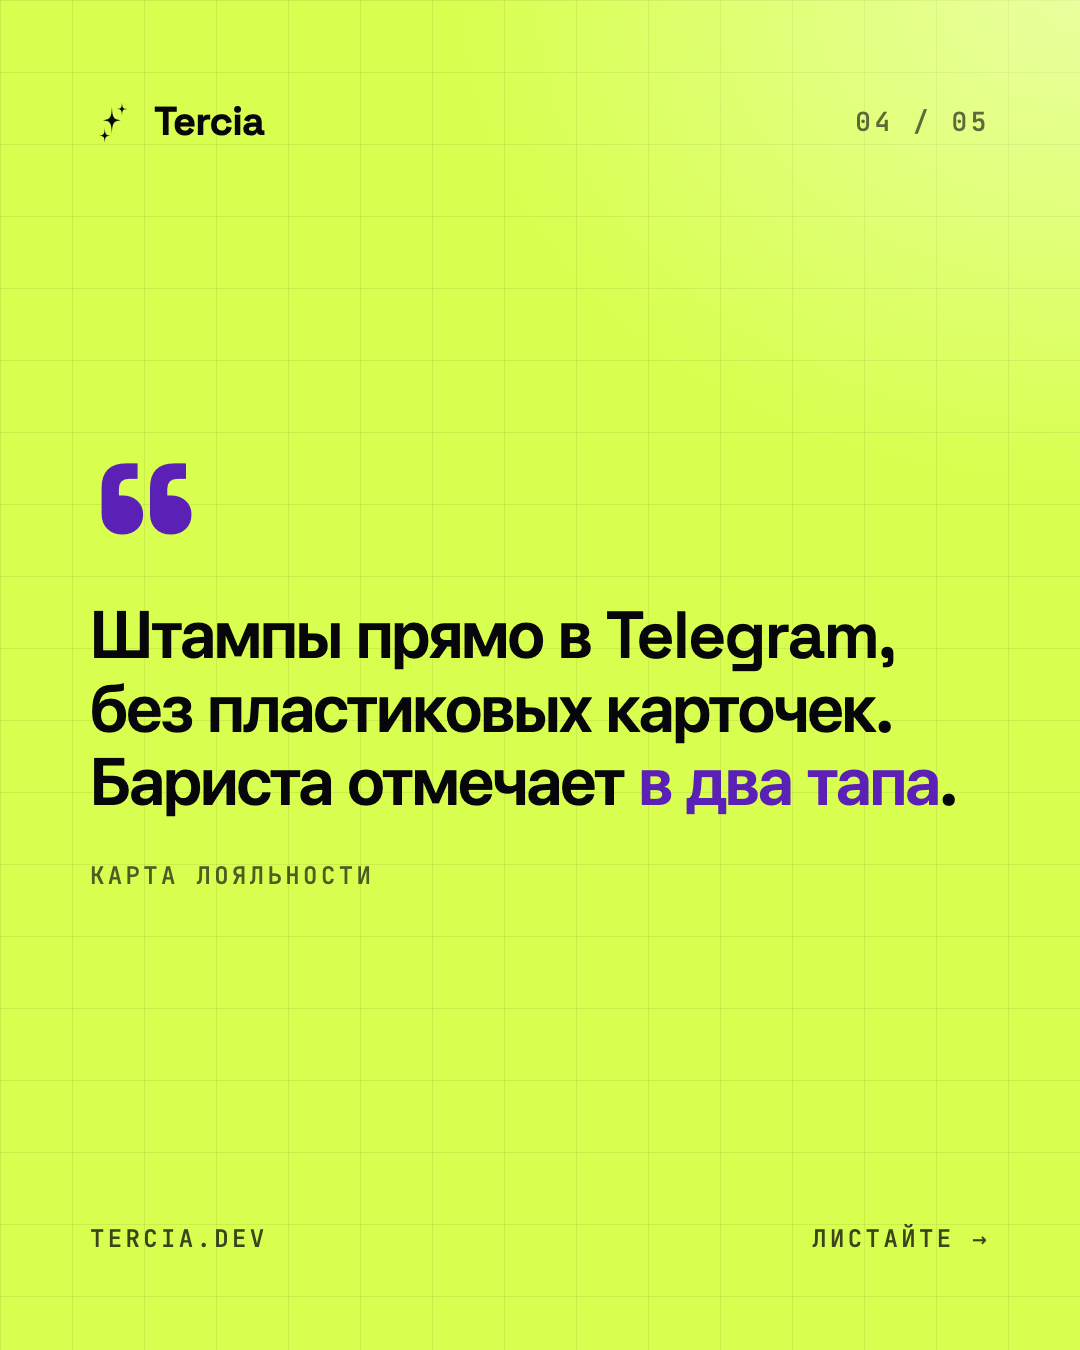 Tercia
04 / 05
“
Штампы прямо в Telegram,
без пластиковых карточек.
Бариста отмечает в два тапа.
КАРТА ЛОЯЛЬНОСТИ
TERCIA.DEV
ЛИСТАЙТЕ →